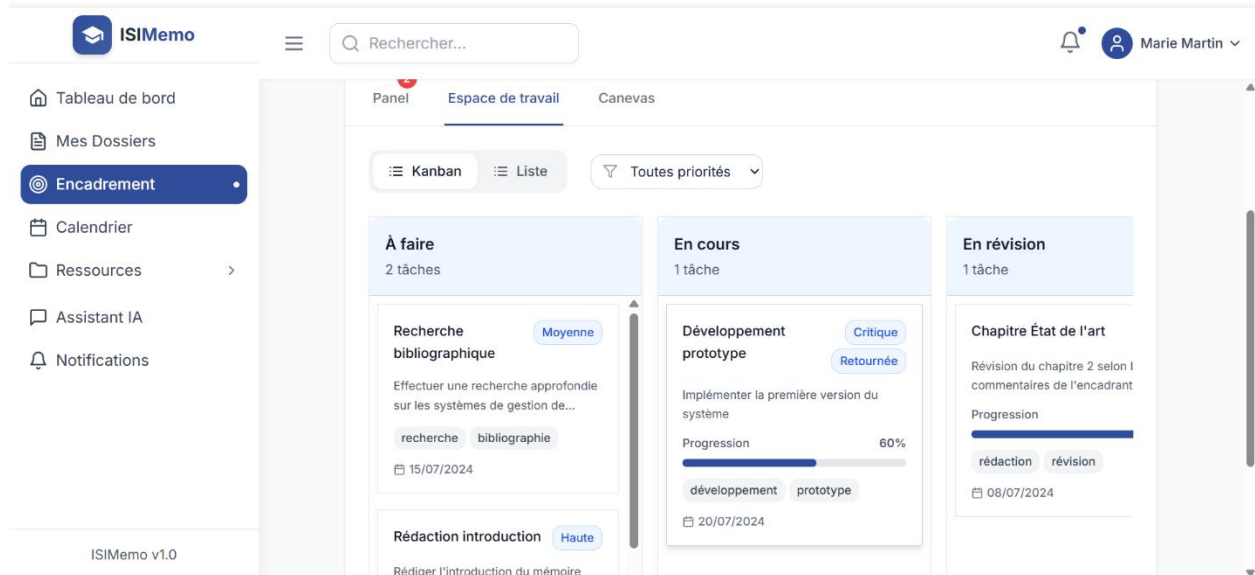 ISIMemo
Rechercher...
Marie Martin
Tableau de bord
Mes Dossiers
Encadrement
Calendrier
Ressources
Assistant IA
Notifications
ISIMemo v1.0
Panel
2
Espace de travail
Canevas
Kanban
Liste
Toutes priorités
À faire
2 tâches
Recherche
bibliographique
Moyenne
Effectuer une recherche approfondie
sur les systèmes de gestion de...
recherche
bibliographie
15/07/2024
Rédaction introduction
Haute
Rédiger l'introduction du mémoire
En cours
1 tâche
Développement
prototype
Critique
Retournée
Implémenter la première version du
système
Progression
60%
développement
prototype
20/07/2024
En révision
1 tâche
Chapitre État de l'art
Révision du chapitre 2 selon
commentaires de l'encadrant
Progression
rédaction
révision
08/07/2024